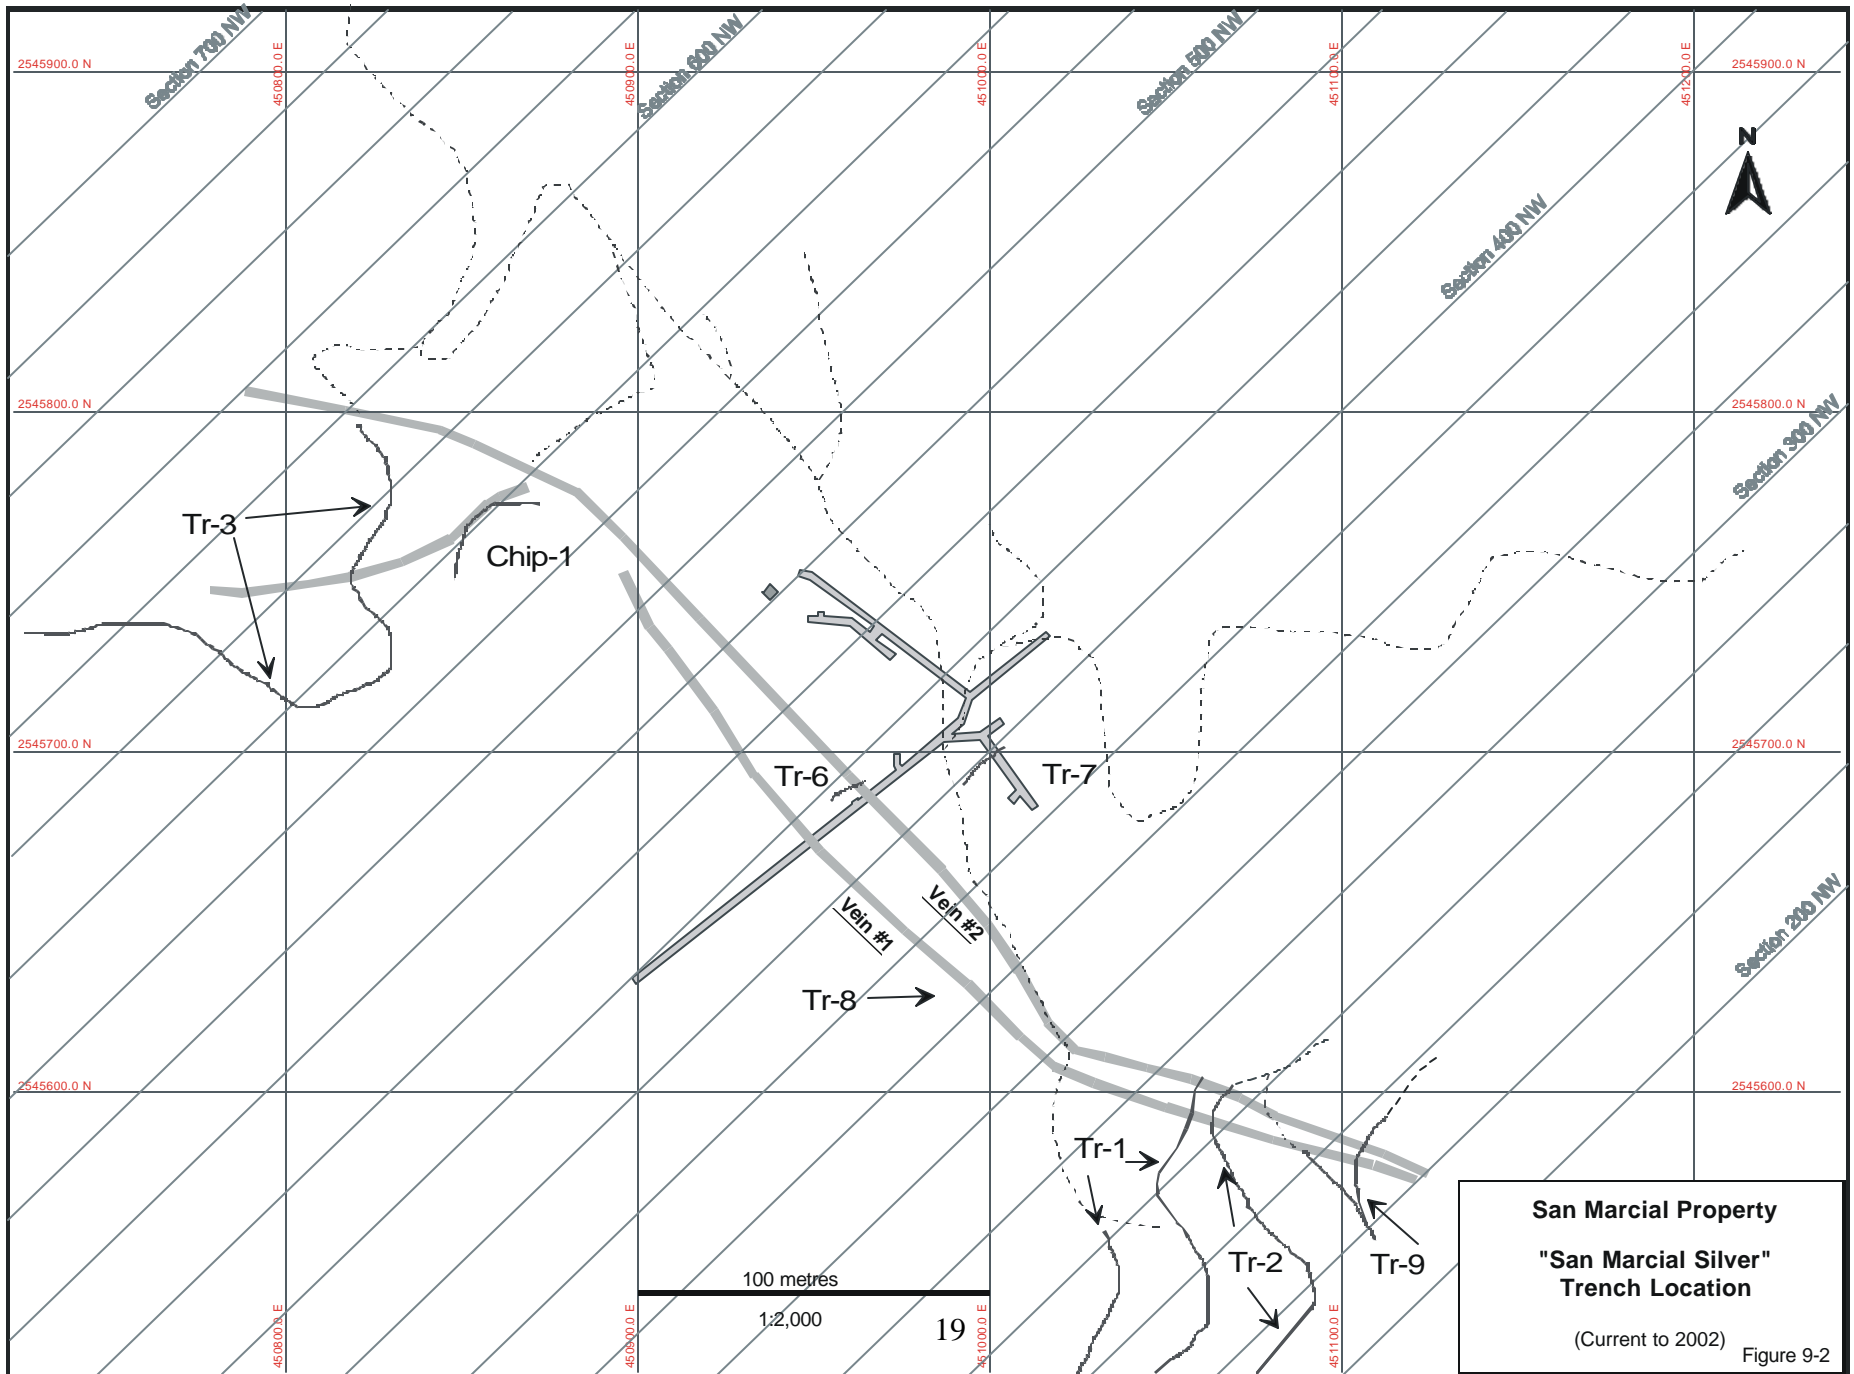 Section 700 NW
Section 600 NW
Section 500 NW
450800.0 E
450900.0 E
451000.0 E
451100.0 E
451200.0 E
2545900.0 N
2545900.0 N
N
Section 400 NW
2545800.0 N
2545800.0 N
Section 300 NW
Tr-3
Chip-1
2545700.0 N
2545700.0 N
Tr-6
Tr-7
Vein #1
Vein #2
Section 200 NW
Tr-8
2545600.0 N
2545600.0 N
Tr-1
Tr-2
Tr-9
100 metres
1:2,000
19
450800.0 E
450900.0 E
451000.0 E
451100.0 E
San Marcial Property
"San Marcial Silver"
Trench Location
(Current to 2002)
Figure 9-2